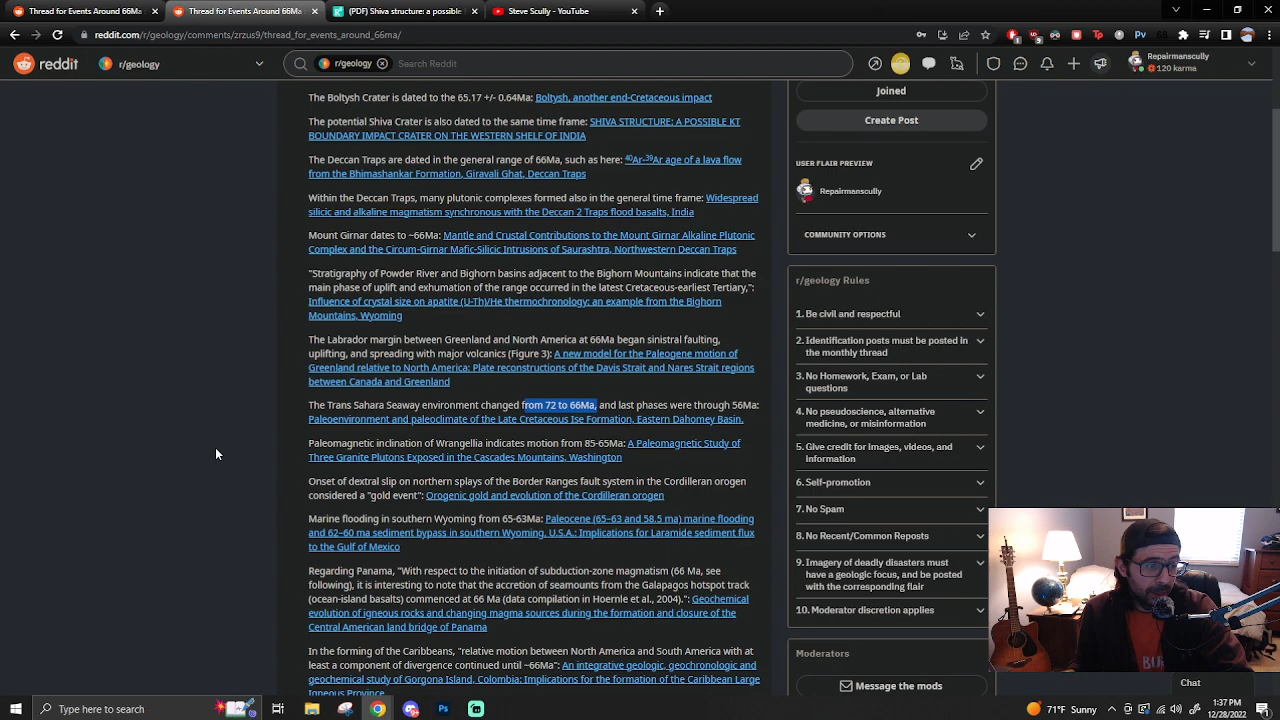 Thread for Events Around 66Ma
Thread for Events Around 66Ma
(PDF) Shiva structure: a possible
Steve Scully - YouTube
reddit.com/r/geology/comments/zrzus9/thread_for_events_around_66ma/
reddit
r/geology
r/geology
Search Reddit
Repairmanscully
120 karma
The Boltysh Crater is dated to the 65.17 +/- 0.64Ma: Boltysh, another end-Cretaceous impact
The potential Shiva Crater is also dated to the same time frame: SHIVA STRUCTURE: A POSSIBLE KT
BOUNDARY IMPACT CRATER ON THE WESTERN SHELF OF INDIA
The Deccan Traps are dated in the general range of 66Ma, such as here: 40Ar-39Ar age of a lava flow
from the Bhimashankar Formation, Giravali Ghat, Deccan Traps
Within the Deccan Traps, many plutonic complexes formed also in the general time frame: Widespread
silicic and alkaline magmatism synchronous with the Deccan 2 Traps flood basalts, India
Mount Girnar dates to ~66Ma: Mantle and Crustal Contributions to the Mount Girnar Alkaline Plutonic
Complex and the Circum-Girnar Mafic-Silicic Intrusions of Saurashtra, Northwestern Deccan Traps
"Stratigraphy of Powder River and Bighorn basins adjacent to the Bighorn Mountains indicate that the
main phase of uplift and exhumation of the range occurred in the latest Cretaceous-earliest Tertiary,":
Influence of crystal size on apatite (U-Th)/He thermochronology: an example from the Bighorn
Mountains, Wyoming
The Labrador margin between Greenland and North America at 66Ma began sinistral faulting,
uplifting, and spreading with major volcanics (Figure 3): A new model for the Paleogene motion of
Greenland relative to North America: Plate reconstructions of the Davis Strait and Nares Strait regions
between Canada and Greenland
The Trans Sahara Seaway environment changed from 72 to 66Ma, and last phases were through 56Ma:
Paleoenvironment and paleoclimate of the Late Cretaceous Ise Formation, Eastern Dahomey Basin.
Paleomagnetic inclination of Wrangellia indicates motion from 85-65Ma: A Paleomagnetic Study of
Three Granite Plutons Exposed in the Cascades Mountains, Washington
Onset of dextral slip on northern splays of the Border Ranges fault system in the Cordilleran orogen
considered a "gold event": Orogenic gold and evolution of the Cordilleran orogen
Marine flooding in southern Wyoming from 65-63Ma: Paleocene (65–63 and 58.5 ma) marine flooding
and 62–60 ma sediment bypass in southern Wyoming, U.S.A.: Implications for Laramide sediment flux
to the Gulf of Mexico
Regarding Panama, "With respect to the initiation of subduction-zone magmatism (66 Ma, see
following), it is interesting to note that the accretion of seamounts from the Galapagos hotspot track
(ocean-island basalts) commenced at 66 Ma (data compilation in Hoernle et al., 2004).": Geochemical
evolution of igneous rocks and changing magma sources during the formation and closure of the
Central American land bridge of Panama
In the forming of the Caribbeans, "relative motion between North America and South America with at
least a component of divergence continued until ~66Ma": An integrative geologic, geochronologic and
geochemical study of Gorgona Island, Colombia: Implications for the formation of the Caribbean Large
Igneous Province
Joined
Create Post
USER FLAIR PREVIEW
Repairmanscully
COMMUNITY OPTIONS
r/geology Rules
1. Be civil and respectful
2. Identification posts must be posted in
the monthly thread
3. No Homework, Exam, or Lab
questions
4. No pseudoscience, alternative
medicine, or misinformation
5. Give credit for images, videos, and
information
6. Self-promotion
7. No Spam
8. No Recent/Common Reposts
9. Imagery of deadly disasters must
have a geologic focus, and be posted
with the corresponding flair
10. Moderator discretion applies
Moderators
Message the mods
Chat
Type here to search
71°F Sunny
1:37 PM
12/28/2022